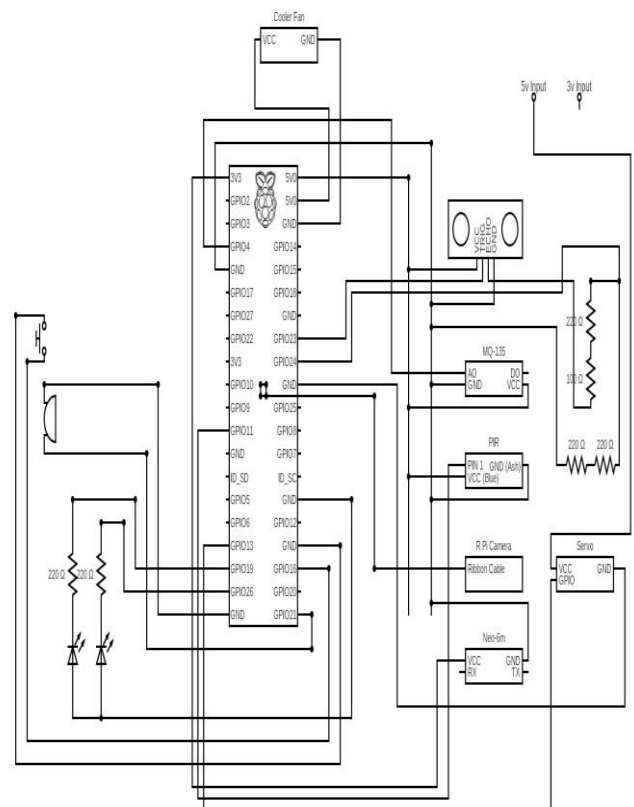 Cooler Fan
VCC GND
5v Input 3v Input
3V3 5V0
GPIO2 5V0
GPIO3 GND
GPIO4 GPIO14
GND GPIO15
GPIO17 GPIO18
GPIO27 GND
GPIO22 GPIO23
3V3 GPIO24
GPIO10 GND
GPIO9 GPIO25
GPIO11 GPIO8
GND GPIO7
ID_SD ID_SC
GPIO5 GND
GPIO6 GPIO12
GPIO13 GND
GPIO19 GPIO16
GPIO26 GPIO20
GND GPIO21
VCC
TRIG
ECHO
GND
220 Ω
100 Ω
220 Ω 220 Ω
MQ-135
AO DO
GND VCC
PIR
PIN 1 GND (Ash)
VCC (Blue)
R Pi Camera
Ribbon Cable
Servo
VCC GND
GPIO
220 Ω 220 Ω
Neo-6m
VCC GND
RX TX